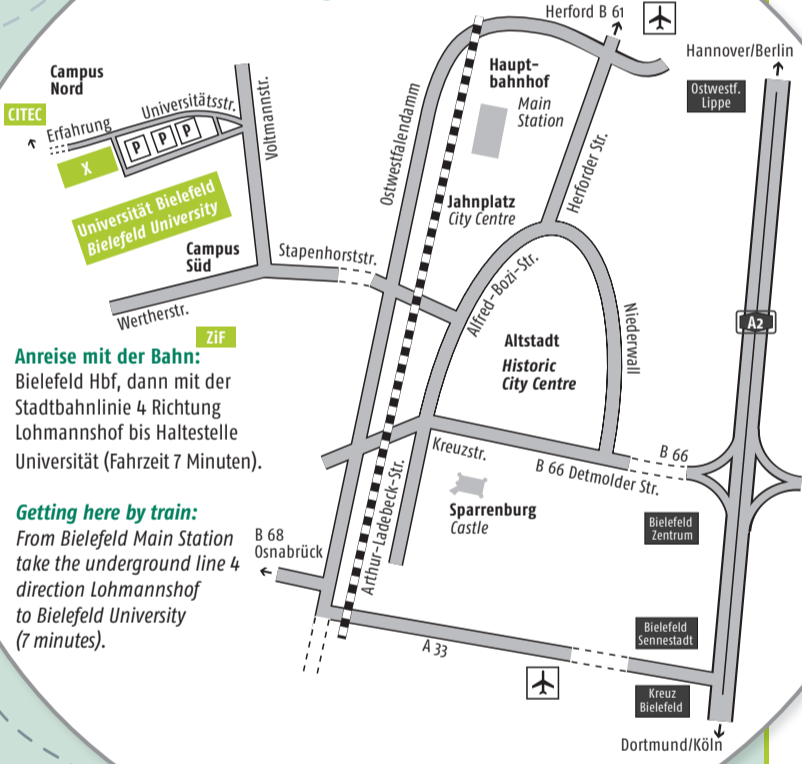 Herford B 61
Hannover/Berlin
Ostwestf.
Lippe
Campus
Nord
CITEC
Erfahrung
Universitätsstr.
Voltmannstr.
P
P
P
X
Universität Bielefeld
Bielefeld University
Campus
Süd
Stapenhorststr.
Wertherstr.
ZiF
Ostwestfalendamm
Haupt-
bahnhof
Main
Station
Herforder Str.
Jahnplatz
City Centre
Alfred-Bozi-Str.
Niederwall
Altstadt
Historic
City Centre
A2
Kreuzstr.
B 66 Detmolder Str.
B 66
Sparrenburg
Castle
Arthur-Ladebeck-Str.
Bielefeld
Zentrum
B 68
Osnabrück
A 33
Bielefeld
Sennestadt
Kreuz
Bielefeld
Dortmund/Köln
Anreise mit der Bahn:
Bielefeld Hbf, dann mit der
Stadtbahnlinie 4 Richtung
Lohmannshof bis Haltestelle
Universität (Fahrzeit 7 Minuten).
Getting here by train:
From Bielefeld Main Station
take the underground line 4
direction Lohmannshof
to Bielefeld University
(7 minutes).